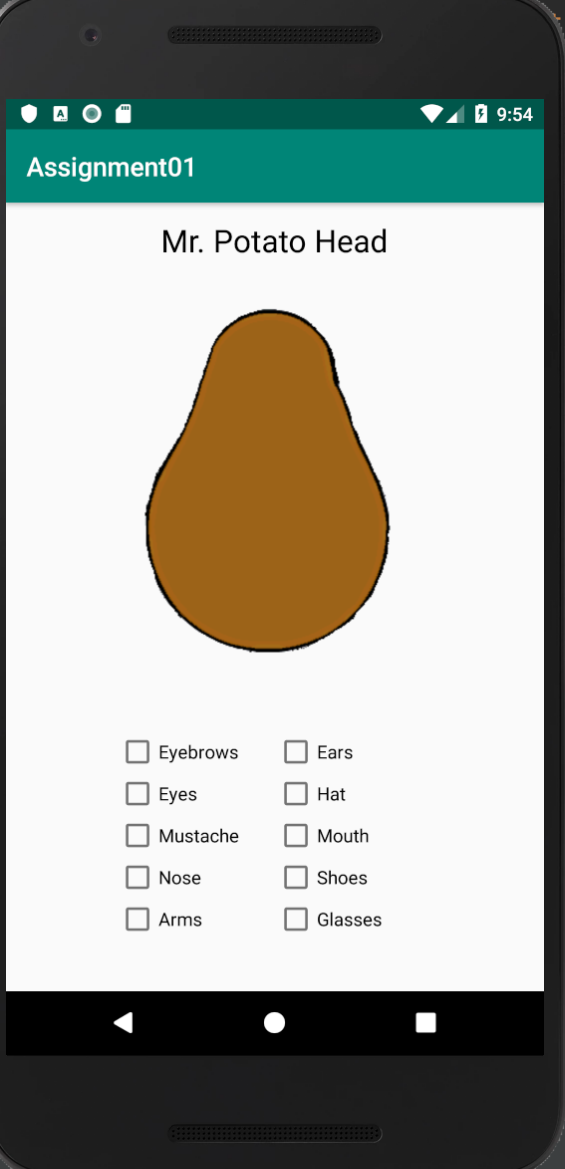 9:54
Assignment01
Mr. Potato Head
Eyebrows
Ears
Eyes
Hat
Mustache
Mouth
Nose
Shoes
Arms
Glasses